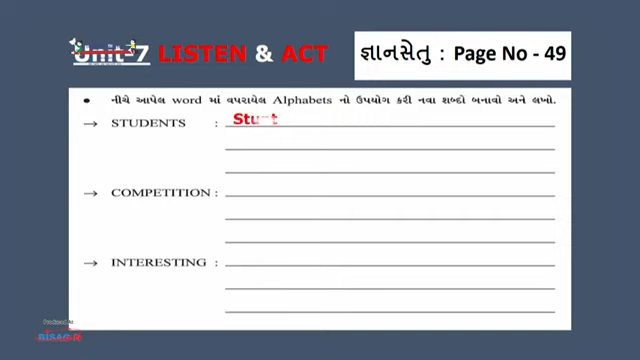 Unit-7 LISTEN & ACT
જ્ઞાનસેતુ : Page No - 49
• નીચે આપેલ word માં વપરાયેલ Alphabets નો ઉપયોગ કરી નવા શબ્દો બનાવો અને લખો.
→ STUDENTS :
→ COMPETITION :
→ INTERESTING :
BISAG-N